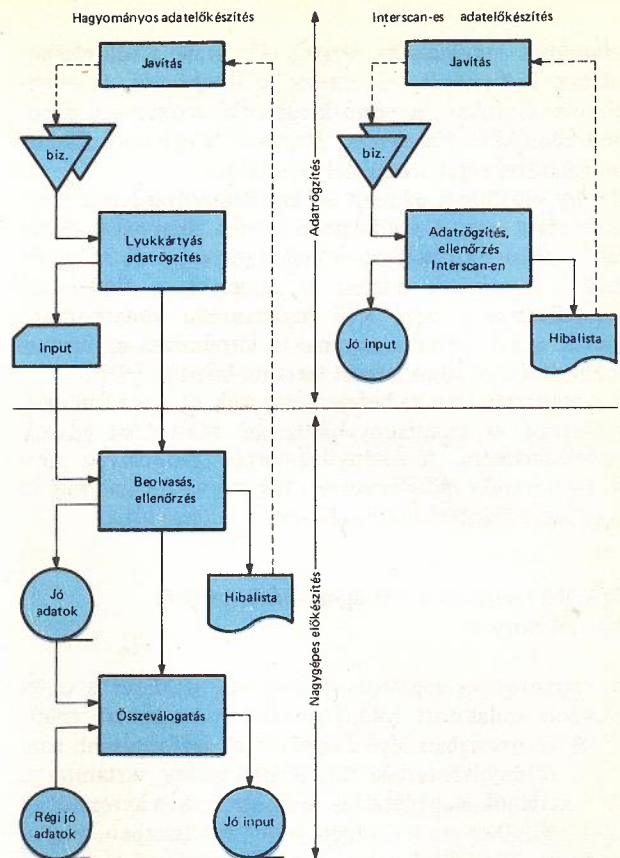 Hagyományos adatelőkészítés
Interscan-es adatelőkészítés
Javítás
biz.
Lyukkártyás
adatrögzítés
Input
Beolvasás,
ellenőrzés
Jó
adatok
Hibalista
Összeválogatás
Régi jó
adatok
Jó input
Adatrögzítés
Nagygépes előkészítés
Javítás
biz.
Adatrögzítés,
ellenőrzés
Interscan-en
Jó input
Hibalista